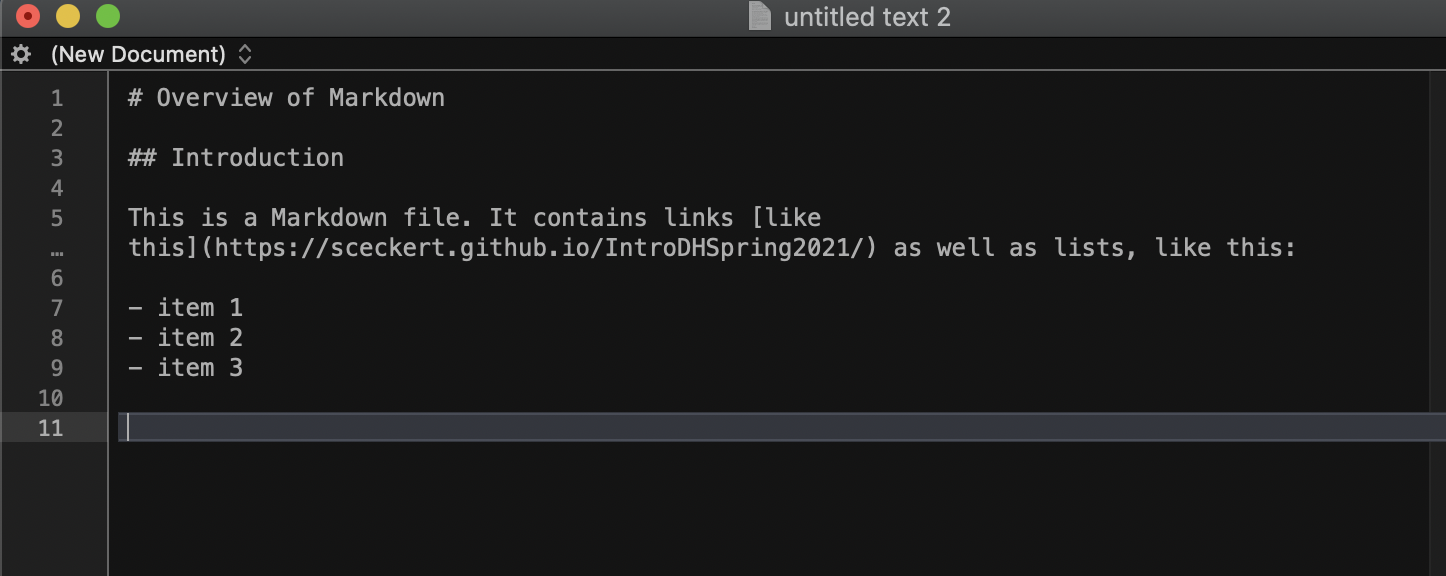 untitled text 2
(New Document)
1 # Overview of Markdown
2
3 ## Introduction
4
5 This is a Markdown file. It contains links [like
… this](https://sceckert.github.io/IntroDHSpring2021/) as well as lists, like this:
6
7 - item 1
8 - item 2
9 - item 3
10
11